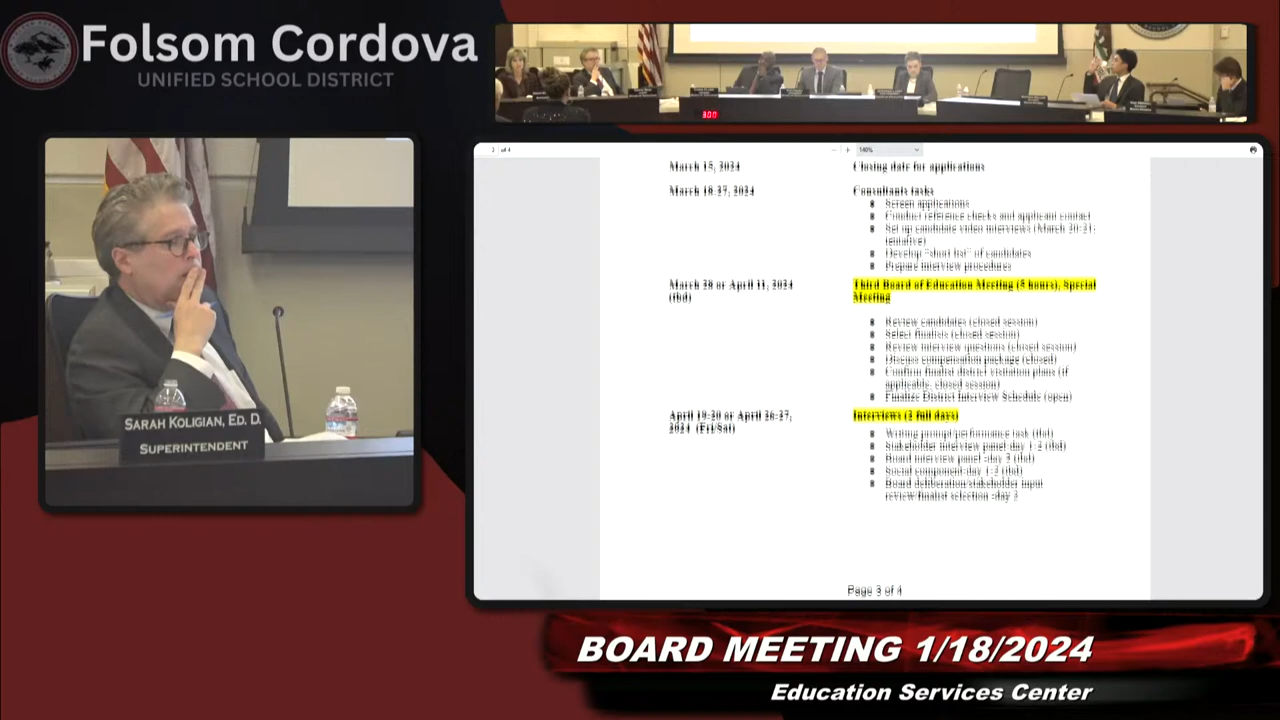 Folsom Cordova
UNIFIED SCHOOL DISTRICT
3:00
SARAH KOLIGIAN, ED. D.
SUPERINTENDENT
of 4
140%
March 15, 2024
Closing date for applications
March 18-27, 2024
Consultants tasks
Screen applications
Conduct reference checks and applicant contact
Set up candidate video interviews (March 20-21,
tentative)
Develop "short list" of candidates
Prepare interview procedures
March 28 or April 11, 2024
(tbd)
Third Board of Education Meeting (5 hours), Special
Meeting
Review candidates (closed session)
Select finalists (closed session)
Review interview questions (closed session)
Discuss compensation package (closed)
Confirm finalist district visitation plans (if
applicable, closed session)
Finalize District Interview Schedule (open)
April 19-20 or April 26-27,
2024 (Fri/Sat)
Interviews (2 full days)
Writing prompt/performance task (tbd)
Stakeholder interview panel-day 1-2 (tbd)
Board interview panel -day (tbd)
Social component-day 1-2 (tbd)
Board deliberation/stakeholder input
review/finalist selection -day 2
Page 3 of 4
BOARD MEETING 1/18/2024
Education Services Center